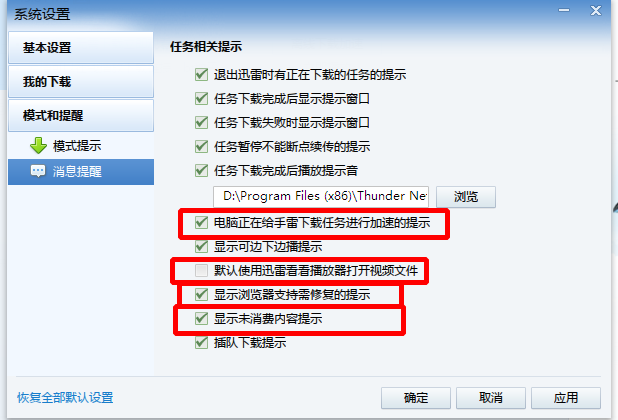 系统设置
基本设置
我的下载
模式和提醒
模式提示
消息提醒
任务相关提示
退出迅雷时有正在下载的任务的提示
任务下载完成后显示提示窗口
任务下载失败时显示提示窗口
任务暂停不能断点续传的提示
任务下载完成后播放提示音
D:\Program Files (x86)\Thunder Ne
浏览
电脑正在给手雷下载任务进行加速的提示
显示可边下边播提示
默认使用迅雷看看播放器打开视频文件
显示浏览器支持需修复的提示
显示未消费内容提示
插队下载提示
恢复全部默认设置
确定
取消
应用